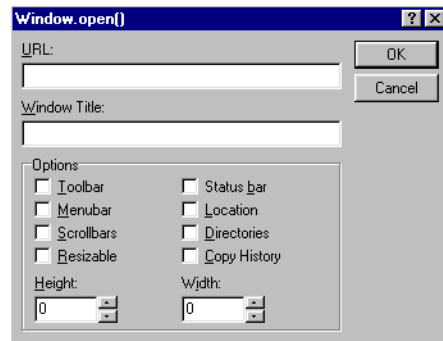 Window.open()
URL:
OK
Cancel
Window Title:
Options
Toolbar
Status bar
Menubar
Location
Scrollbars
Directories
Resizable
Copy History
Height:
Width:
0
0